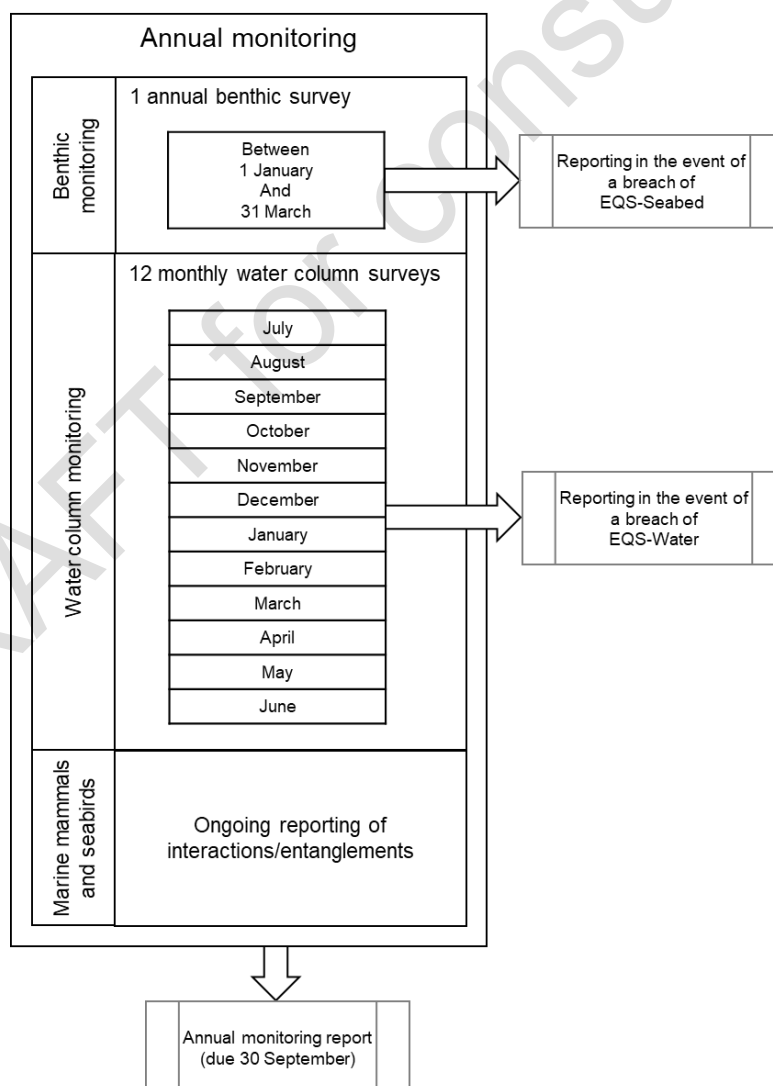 Annual monitoring
Benthic
monitoring
1 annual benthic survey
Between
1 January
And
31 March
Reporting in the event of
a breach of
EQS-Seabed
Water column monitoring
12 monthly water column surveys
July
August
September
October
November
December
January
February
March
April
May
June
Reporting in the event of
a breach of
EQS-Water
Marine mammals
and seabirds
Ongoing reporting of
interactions/entanglements
Annual monitoring report
(due 30 September)
AFT for consu